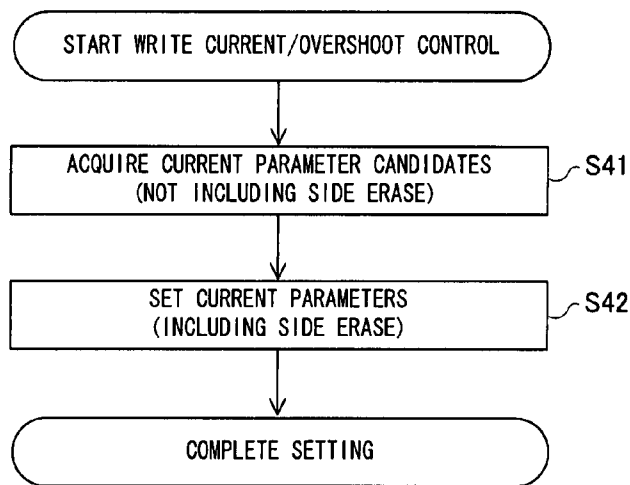 START WRITE CURRENT/OVERSHOOT CONTROL
ACQUIRE CURRENT PARAMETER CANDIDATES
(NOT INCLUDING SIDE ERASE)
S41
SET CURRENT PARAMETERS
(INCLUDING SIDE ERASE)
S42
COMPLETE SETTING